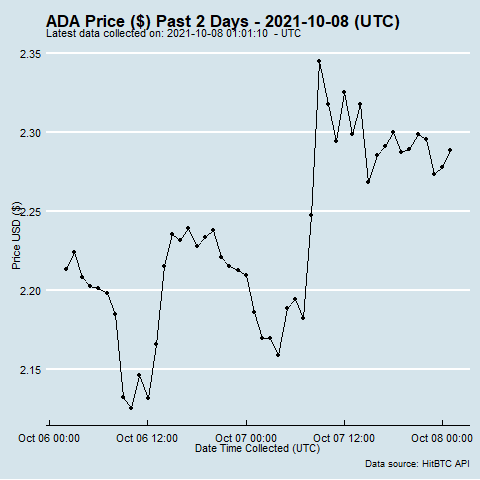 ADA Price ($) Past 2 Days - 2021-10-08 (UTC)
Latest data collected on: 2021-10-08 01:01:10  - UTC
Price USD ($)
2.35
2.30
2.25
2.20
2.15
Oct 06 00:00
Oct 06 12:00
Oct 07 00:00
Oct 07 12:00
Oct 08 00:00
Date Time Collected (UTC)
Data source: HitBTC API